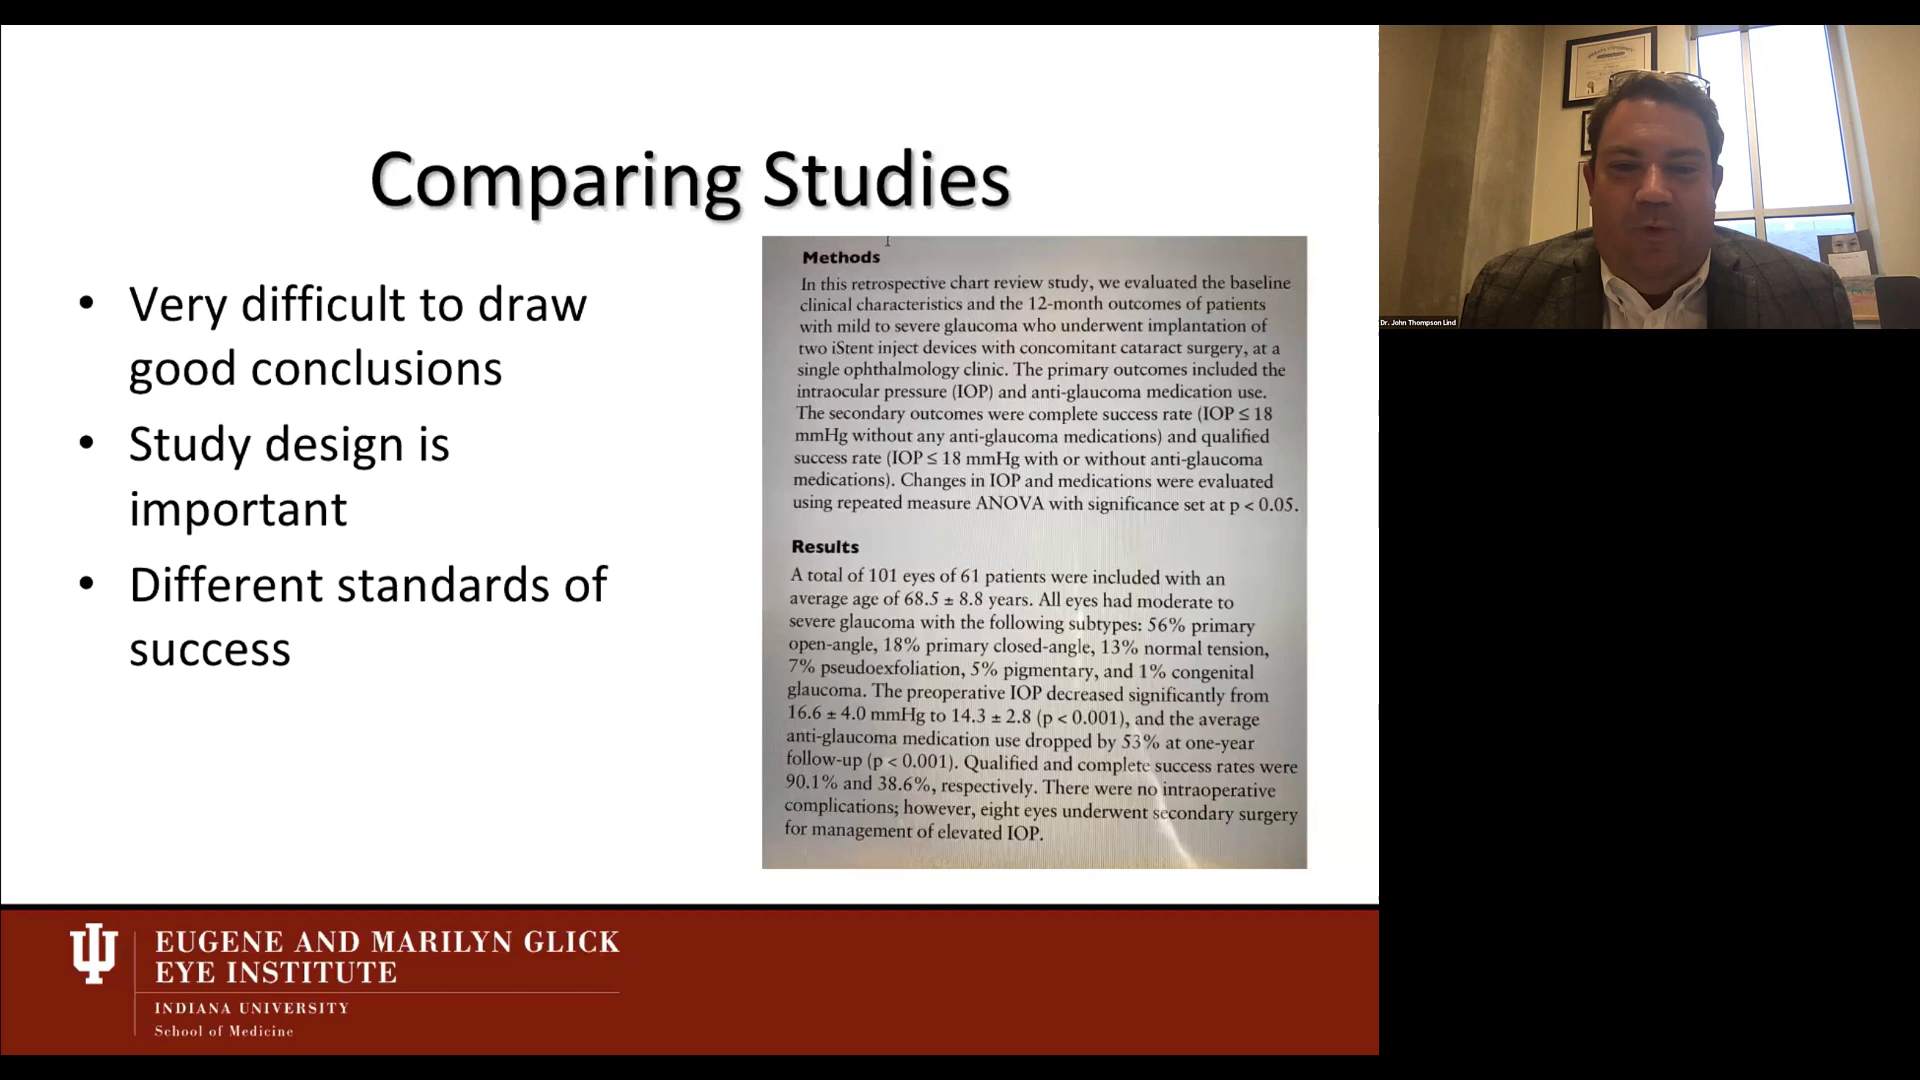 Comparing Studies
• Very difficult to draw
good conclusions
• Study design is
important
• Different standards of
success
Methods
In this retrospective chart review study, we evaluated the baseline
clinical characteristics and the 12-month outcomes of patients
with mild to severe glaucoma who underwent implantation of
two iStent inject devices with concomitant cataract surgery, at a
single ophthalmology clinic. The primary outcomes included the
intraocular pressure (IOP) and anti-glaucoma medication use.
The secondary outcomes were complete success rate (IOP ≤ 18
mmHg without any anti-glaucoma medications) and qualified
success rate (IOP ≤ 18 mmHg with or without anti-glaucoma
medications). Changes in IOP and medications were evaluated
using repeated measure ANOVA with significance set at p < 0.05.
Results
A total of 101 eyes of 61 patients were included with an
average age of 68.5 ± 8.8 years. All eyes had moderate to
severe glaucoma with the following subtypes: 56% primary
open-angle, 18% primary closed-angle, 13% normal tension,
7% pseudoexfoliation, 5% pigmentary, and 1% congenital
glaucoma. The preoperative IOP decreased significantly from
16.6 ± 4.0 mmHg to 14.3 ± 2.8 (p < 0.001), and the average
anti-glaucoma medication use dropped by 53% at one-year
follow-up (p < 0.001). Qualified and complete success rates were
90.1% and 38.6%, respectively. There were no intraoperative
complications; however, eight eyes underwent secondary surgery
for management of elevated IOP.
EUGENE AND MARILYN GLICK
EYE INSTITUTE
INDIANA UNIVERSITY
School of Medicine
Dr. John Thompson Lind